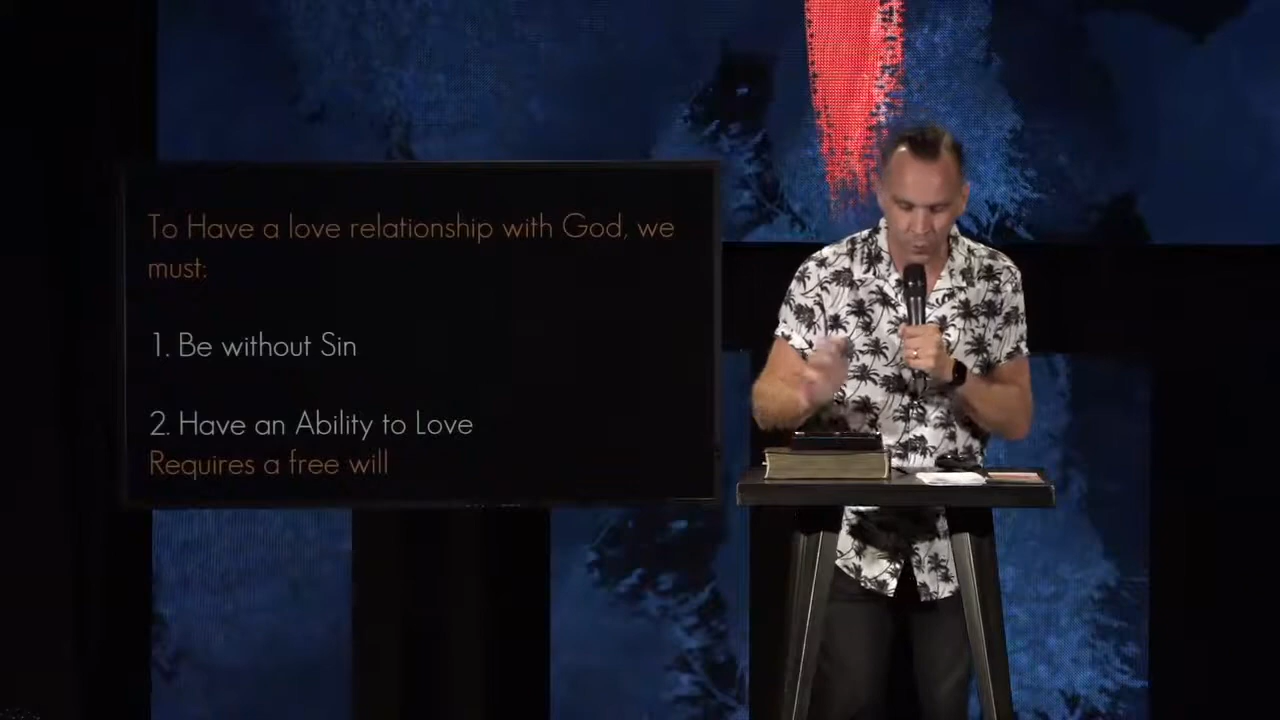 To Have a love relationship with God, we
must:
1. Be without Sin
2. Have an Ability to Love
Requires a free will